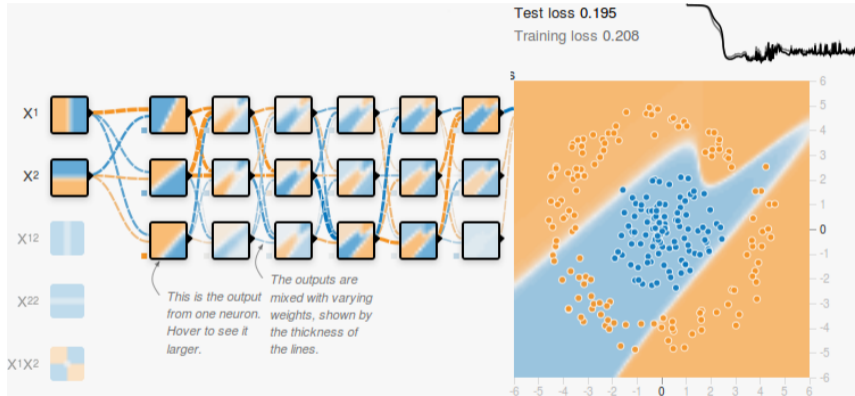 Test loss 0.195
Training loss 0.208
s
X1
X2
X12
X22
X1X2
This is the output
from one neuron.
Hover to see it
larger.
The outputs are
mixed with varying
weights, shown by
the thickness of
the lines.
6
5
4
3
2
1
0
-1
-2
-3
-4
-5
-6
-6 -5 -4 -3 -2 -1 0 1 2 3 4 5 6